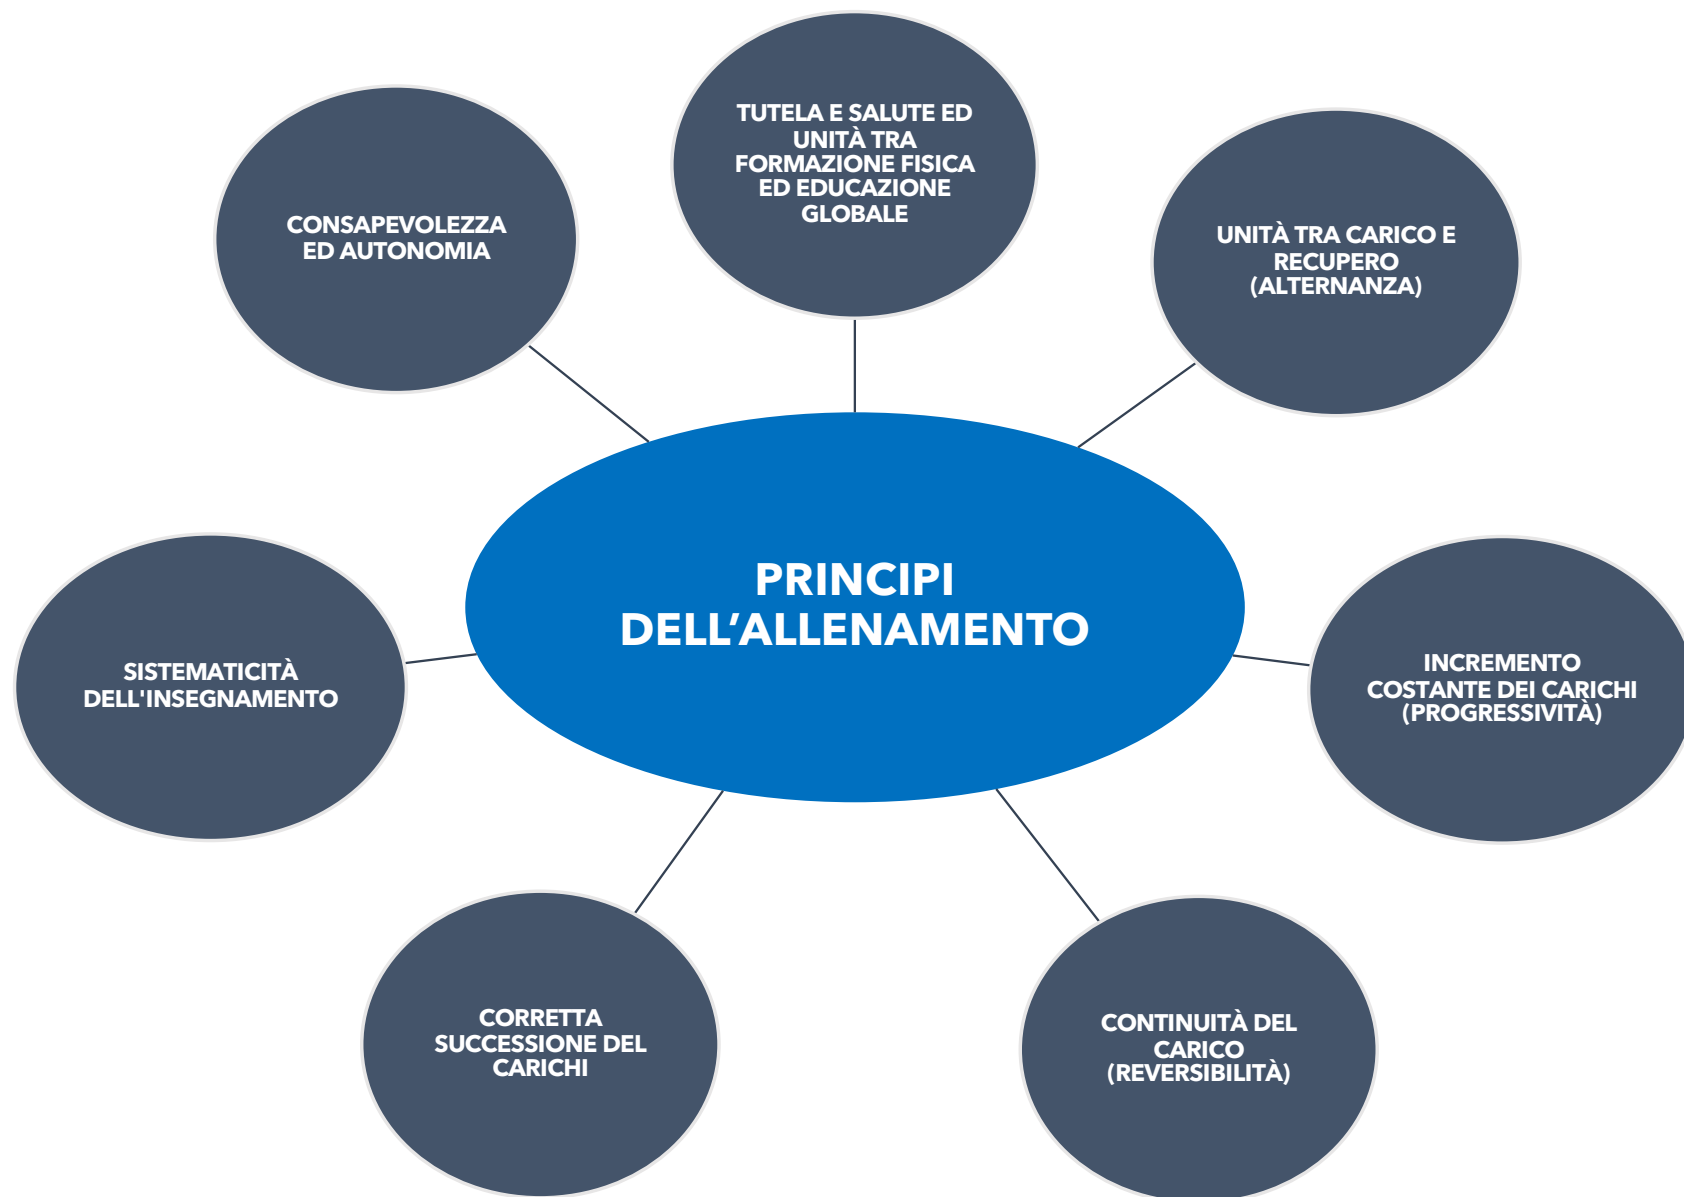 TUTELA E SALUTE ED
UNITÀ TRA
FORMAZIONE FISICA
ED EDUCAZIONE
GLOBALE
CONSAPEVOLEZZA
ED AUTONOMIA
UNITÀ TRA CARICO E
RECUPERO
(ALTERNANZA)
PRINCIPI
DELL’ALLENAMENTO
SISTEMATICITÀ
DELL'INSEGNAMENTO
INCREMENTO
COSTANTE DEI CARICHI
(PROGRESSIVITÀ)
CORRETTA
SUCCESSIONE DEL
CARICHI
CONTINUITÀ DEL
CARICO
(REVERSIBILITÀ)